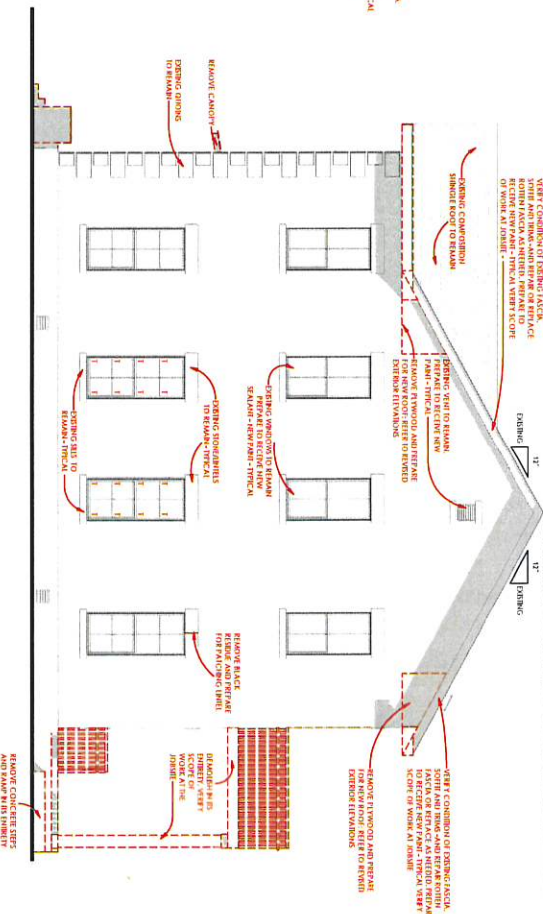 CAL
VERIFY CONDITION OF EXISTING FASCIA,
SOFFIT AND TRIMS-AND REPAIR OR REPLACE
ROTTEN FASCIA AS NEEDED. PREPARE TO
RECEIVE NEW PAINT - TYPICAL VERIFY SCOPE
OF WORK AT JOBSITE -
EXISTING COMPOSITION
SHINGLE ROOF TO REMAIN
REMOVE CANOPY
EXISTING QUOINS
TO REMAIN
12"
EXISTING
12"
EXISTING
EXISTING VENT TO REMAIN
PREPARE TO RECEIVE NEW
PAINT - TYPICAL
REMOVE PLYWOOD AND PREPARE
FOR NEW ROOF: REFER TO REVISED
EXTERIOR ELEVATIONS
EXISTING WINDOWS TO REMAIN
PREPARE TO RECEIVE NEW
SEALANT - NEW PAINT - TYPICAL
EXISTING STONE LINTELS
TO REMAIN - TYPICAL
T T T T
T T T T
T T T T
T T T T
EXISTING SILLS TO
REMAIN - TYPICAL
REMOVE BLACK
RESIDUE AND PREPARE
FOR PATCHING LINTEL
VERIFY CONDITION OF EXISTING FASCIA,
SOFFIT AND TRIMS -AND REPAIR ROTTEN
FASCIA OR REPLACE AS NEEDED. PREPARE
TO RECEIVE NEW PAINT - TYPICAL VERIFY
SCOPE OF WORK AT JOBSITE
REMOVE PLYWOOD AND PREPARE
FOR NEW ROOF: REFER TO REVISED
EXTERIOR ELEVATIONS
DEMOLISH IN ITS
ENTIRETY. VERIFY
SCOPE OF
WORK AT THE
JOBSITE
REMOVE CONCRETE STEPS
AND RAMP IN ITS ENTIRETY